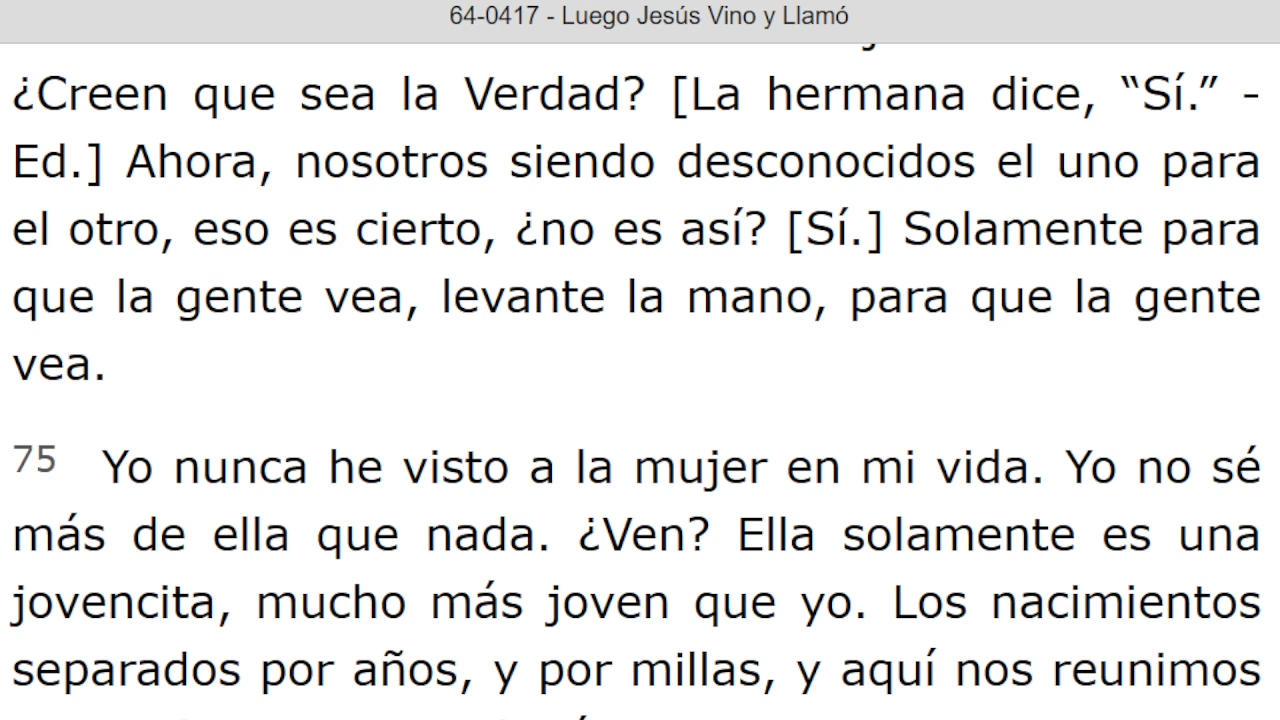 64-0417 - Luego Jesús Vino y Llamó
¿Creen que sea la Verdad? [La hermana dice, “Sí.” -
Ed.] Ahora, nosotros siendo desconocidos el uno para
el otro, eso es cierto, ¿no es así? [Sí.] Solamente para
que la gente vea, levante la mano, para que la gente
vea.
75 Yo nunca he visto a la mujer en mi vida. Yo no sé
más de ella que nada. ¿Ven? Ella solamente es una
jovencita, mucho más joven que yo. Los nacimientos
separados por años, y por millas, y aquí nos reunimos